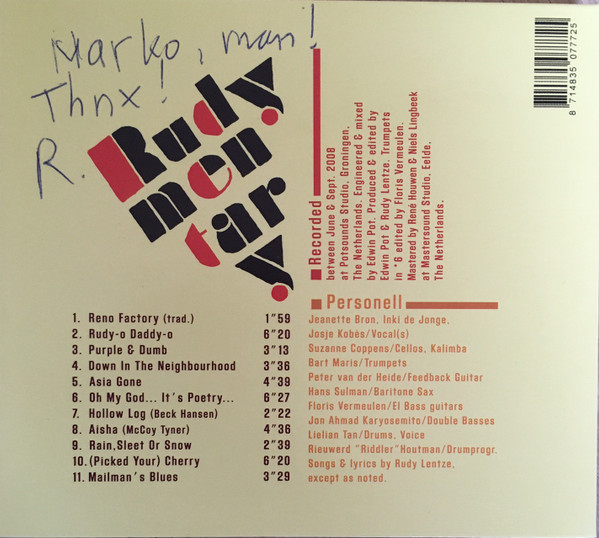 Marko, man!
Thnx!
R.
Rudy
men
tary
Recorded
between June & Sept. 2008
at Potsounds Studio, Groningen,
The Netherlands. Engineered & mixed
by Edwin Pot. Produced & edited by
Edwin Pot & Rudy Lentze. Trumpets
in *6 edited by Floris Vermeulen.
Mastered by René Houwen & Niels Lingbeek
at Mastersound Studio, Eelde,
The Netherlands.
8 714835 077725
1. Reno Factory (trad.) 1"59
2. Rudy-o Daddy-o 6"20
3. Purple & Dumb 3"13
4. Down In The Neighbourhood 3"36
5. Asia Gone 4"39
6. Oh My God... It's Poetry... 6"27
7. Hollow Log (Beck Hansen) 2"22
8. Aisha (McCoy Tyner) 4"36
9. Rain,Sleet Or Snow 2"39
10. (Picked Your) Cherry 6"20
11. Mailman's Blues 3"29
Personell
Jeanette Bron, Inki de Jonge,
Josje Kobès/Vocal(s)
Suzanne Coppens/Cellos, Kalimba
Bart Maris/Trumpets
Peter van der Heide/Feedback Guitar
Hans Sulman/Baritone Sax
Floris Vermeulen/El Bass guitars
Jon Ahmad Karyosemito/Double Basses
Lielian Tan/Drums, Voice
Rieuwerd "Riddler"Houtman/Drumprogr.
Songs & lyrics by Rudy Lentze,
except as noted.